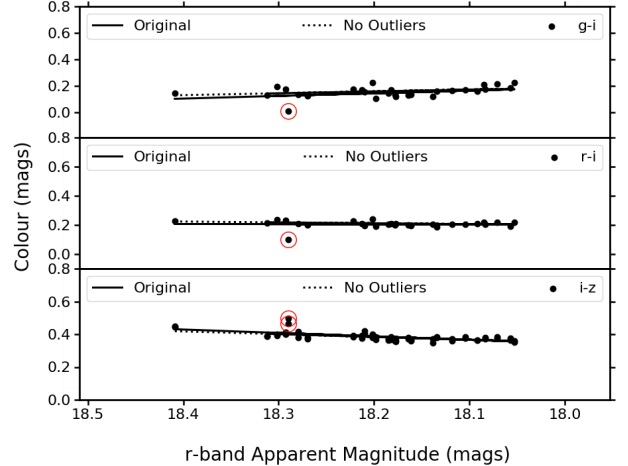 0.8
Original No Outliers g-i
0.6
0.4
0.2
0.0
0.8
Original No Outliers r-i
0.6
0.4
0.2
0.0
0.8
Original No Outliers i-z
0.6
0.4
0.2
0.0
Colour (mags)
18.5 18.4 18.3 18.2 18.1 18.0
r-band Apparent Magnitude (mags)